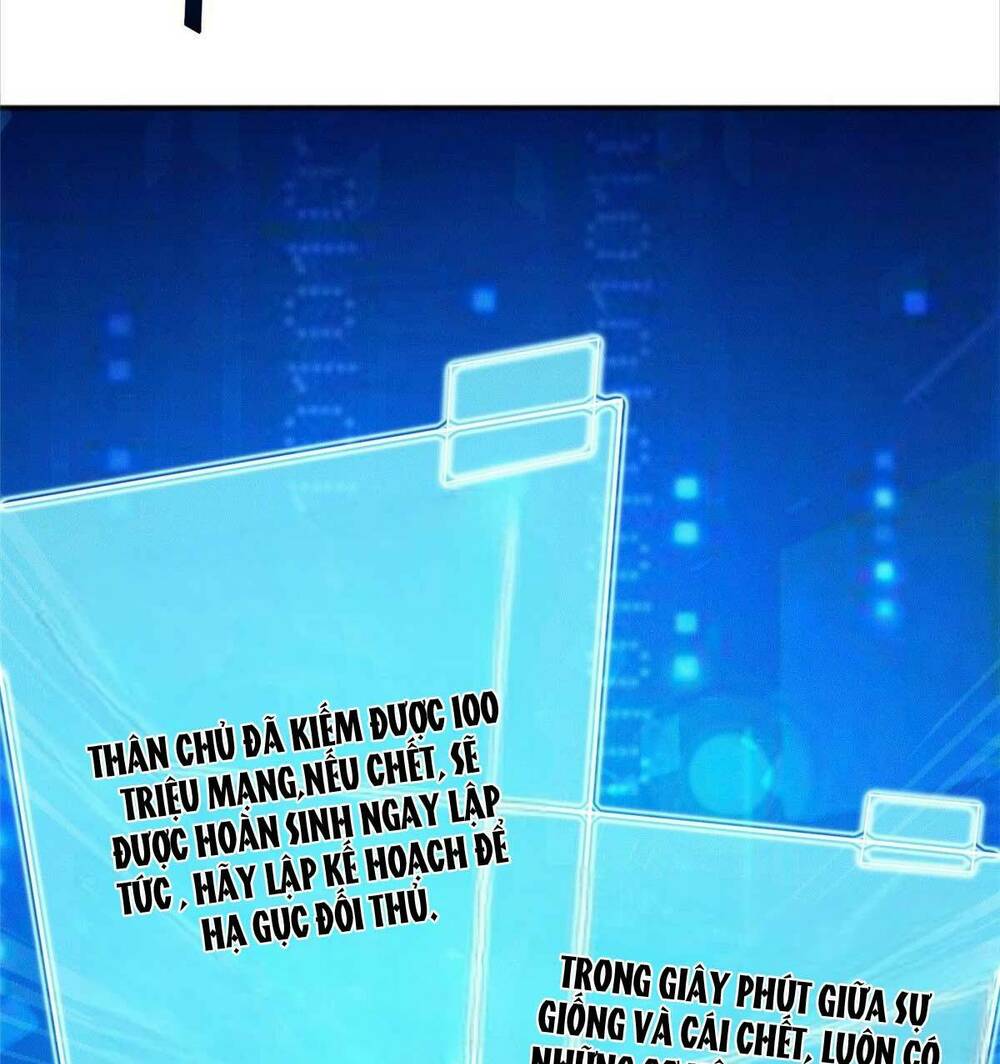 THÂN CHỦ ĐÃ KIẾM ĐƯỢC 100
TRIỆU MẠNG,NẾU CHẾT, SẼ
ĐƯỢC HOÀN SINH NGAY LẬP
TỨC , HÃY LẬP KẾ HOẠCH ĐỂ
HẠ GỤC ĐỐI THỦ.
TRONG GIÂY PHÚT GIỮA SỰ
GIỐNG VÀ CÁI CHẾT, LUÔN CÓ
NHỮNG